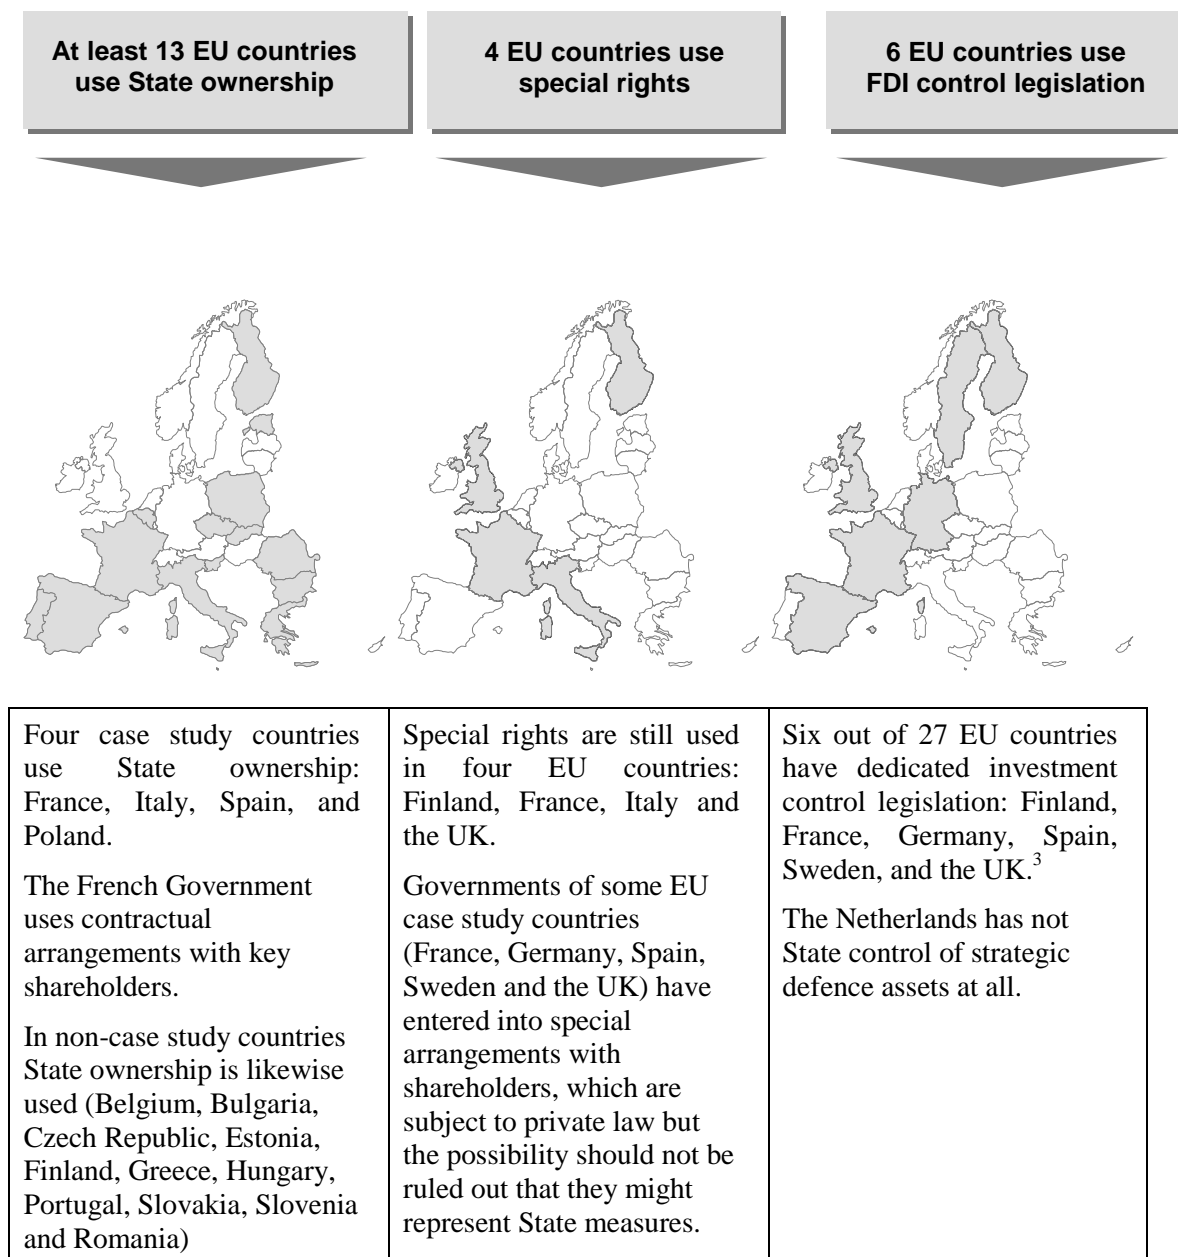 At least 13 EU countries
use State ownership
4 EU countries use
special rights
6 EU countries use
FDI control legislation
Four case study countries
use State ownership:
France, Italy, Spain, and
Poland.
The French Government
uses contractual
arrangements with key
shareholders.
In non-case study countries
State ownership is likewise
used (Belgium, Bulgaria,
Czech Republic, Estonia,
Finland, Greece, Hungary,
Portugal, Slovakia, Slovenia
and Romania)
Special rights are still used
in four EU countries:
Finland, France, Italy and
the UK.
Governments of some EU
case study countries
(France, Germany, Spain,
Sweden and the UK) have
entered into special
arrangements with
shareholders, which are
subject to private law but
the possibility should not be
ruled out that they might
represent State measures.
Six out of 27 EU countries
have dedicated investment
control legislation: Finland,
France, Germany, Spain,
Sweden, and the UK.3
The Netherlands has not
State control of strategic
defence assets at all.